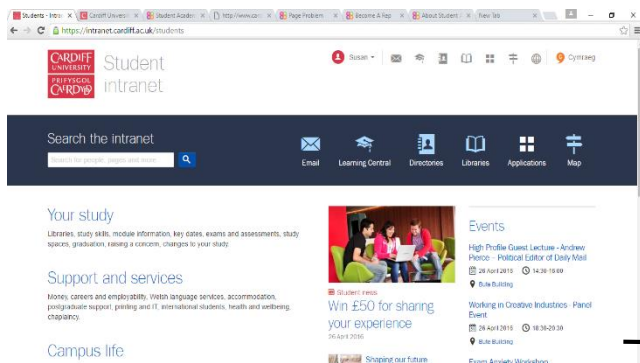 Students - Intra
Cardiff Universi
Student Academ
http://www.card
Page Problem
Become A Rep
About Student
New Tab
https://intranet.cardiff.ac.uk/students
CARDIFF
UNIVERSITY
PRIFYSGOL
CAERDYDD
Student
intranet
1 Susan
Cymraeg
Search the intranet
Search for people, pages and more
Email
Learning Central
Directories
Libraries
Applications
Map
Your study
Libraries, study skills, module information, key dates, exams and assessments, study
spaces, graduation, raising a concern, changes to your study.
Support and services
Money, careers and employability, Welsh language services, accommodation,
postgraduate support, printing and IT, international students, health and wellbeing,
chaplaincy.
Campus life
Student news
Win £50 for sharing
your experience
26 April 2016
Shaping our future
Events
High Profile Guest Lecture - Andrew
Pierce - Political Editor of Daily Mail
26 April 2016 14:30-16:00
Bute Building
Working in Creative Industries - Panel
Event
26 April 2016 18:30-20:30
Bute Building
Exam Anxiety Workshop